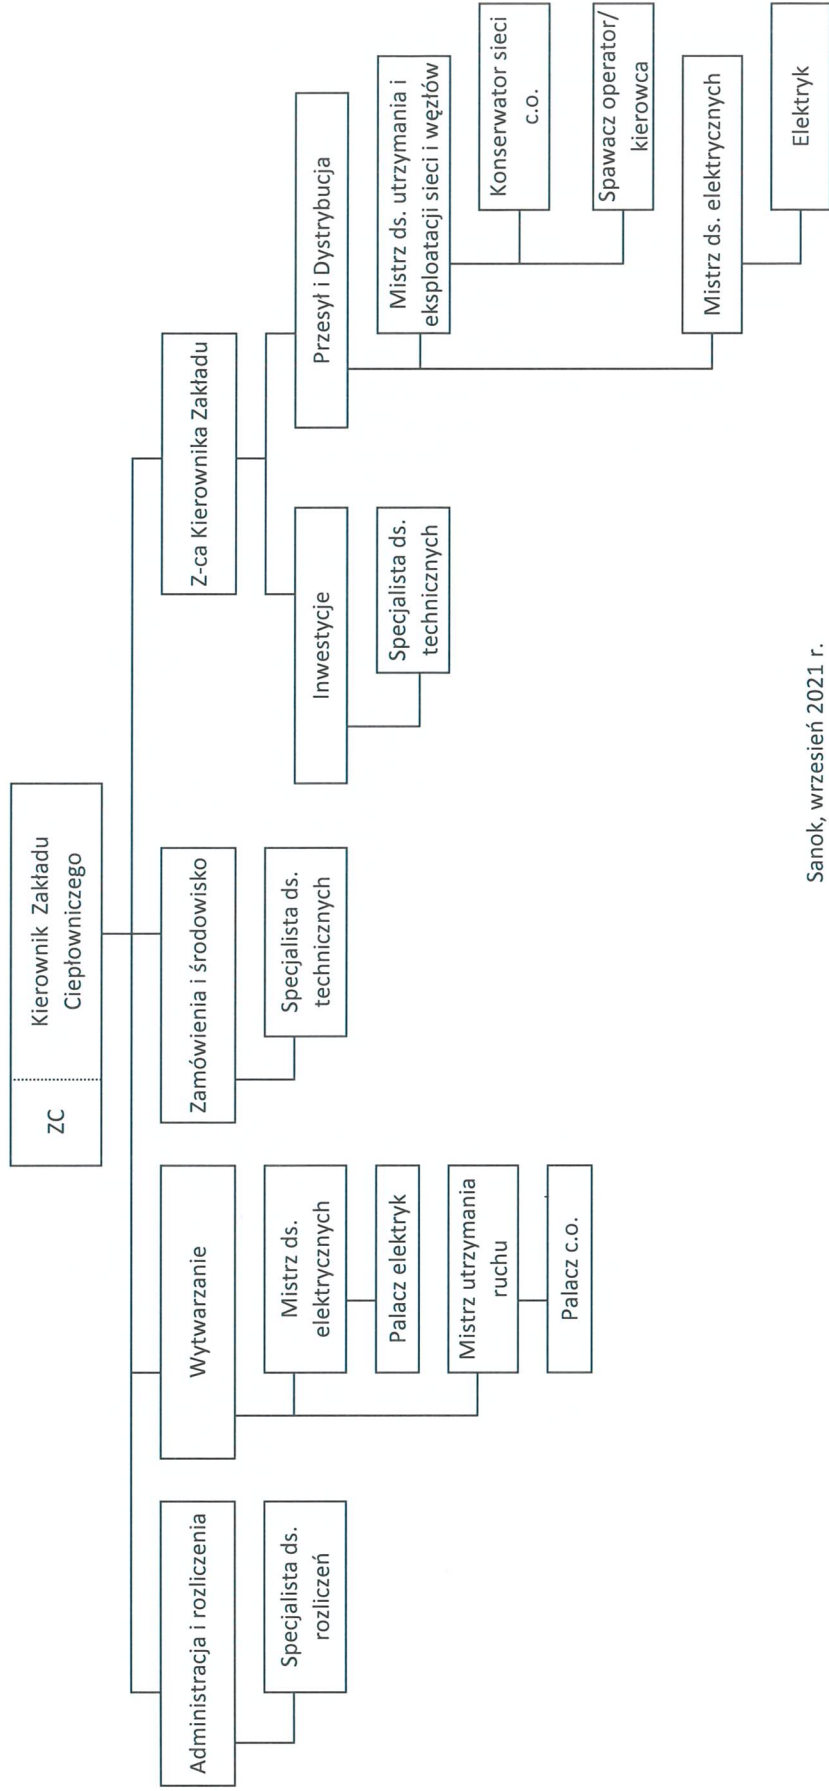 ZC
Kierownik Zakładu
Ciepłowniczego
Administracja i rozliczenia
Specjalista ds.
rozliczeń
Wytwarzanie
Mistrz ds.
elektrycznych
Palacz elektryk
Mistrz utrzymania
ruchu
Palacz c.o.
Zamówienia i środowisko
Specjalista ds.
technicznych
Z-ca Kierownika Zakładu
Inwestycje
Specjalista ds.
technicznych
Przesył i Dystrybucja
Mistrz ds. utrzymania i
eksploatacji sieci i węzłów
Konserwator sieci
c.o.
Spawacz operator/
kierowca
Mistrz ds. elektrycznych
Elektryk
Sanok, wrzesień 2021 r.